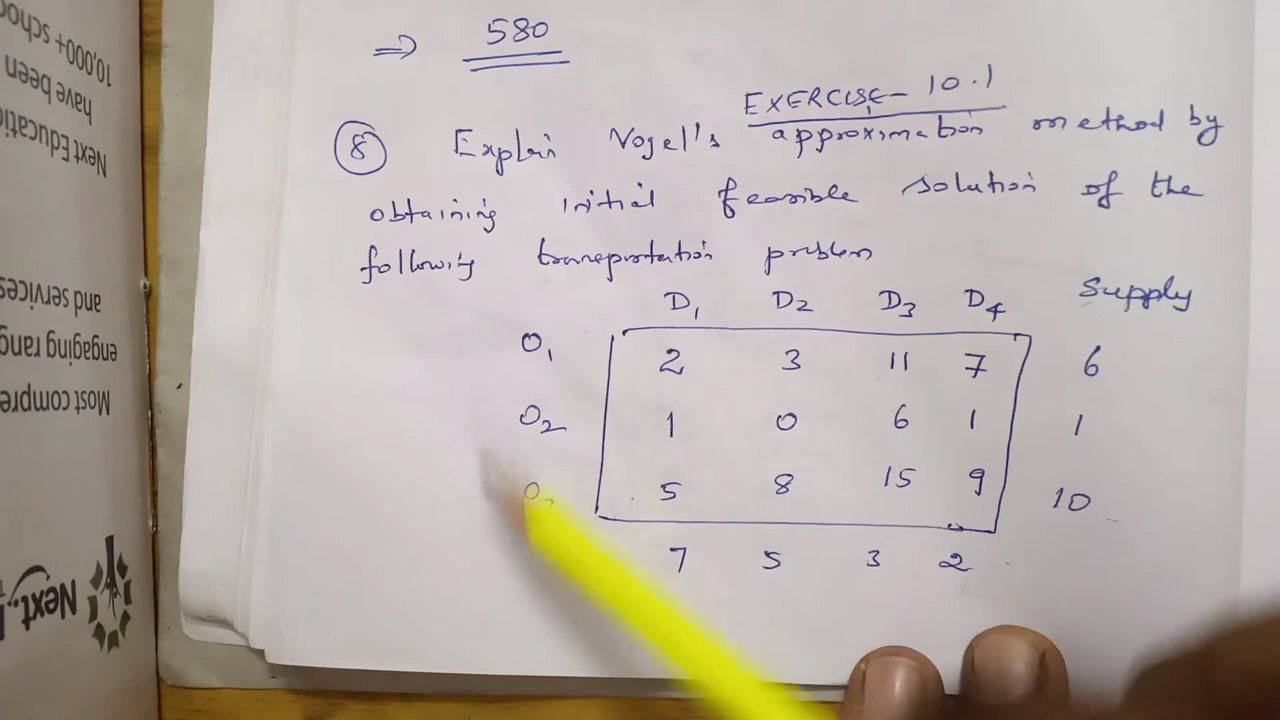 ⇒ 580
EXERCISE- 10.1
8 Explain Vogel's approximation method by
obtaining initial feasible solution of the
following transportation problem
D1 D2 D3 D4 Supply
O1 2 3 11 7 6
O2 1 0 6 1 1
5 8 15 9 10
7 5 3 2
10,000+ schoo
have been
Next Educatio
and services
engaging rang
Most compre
Next.